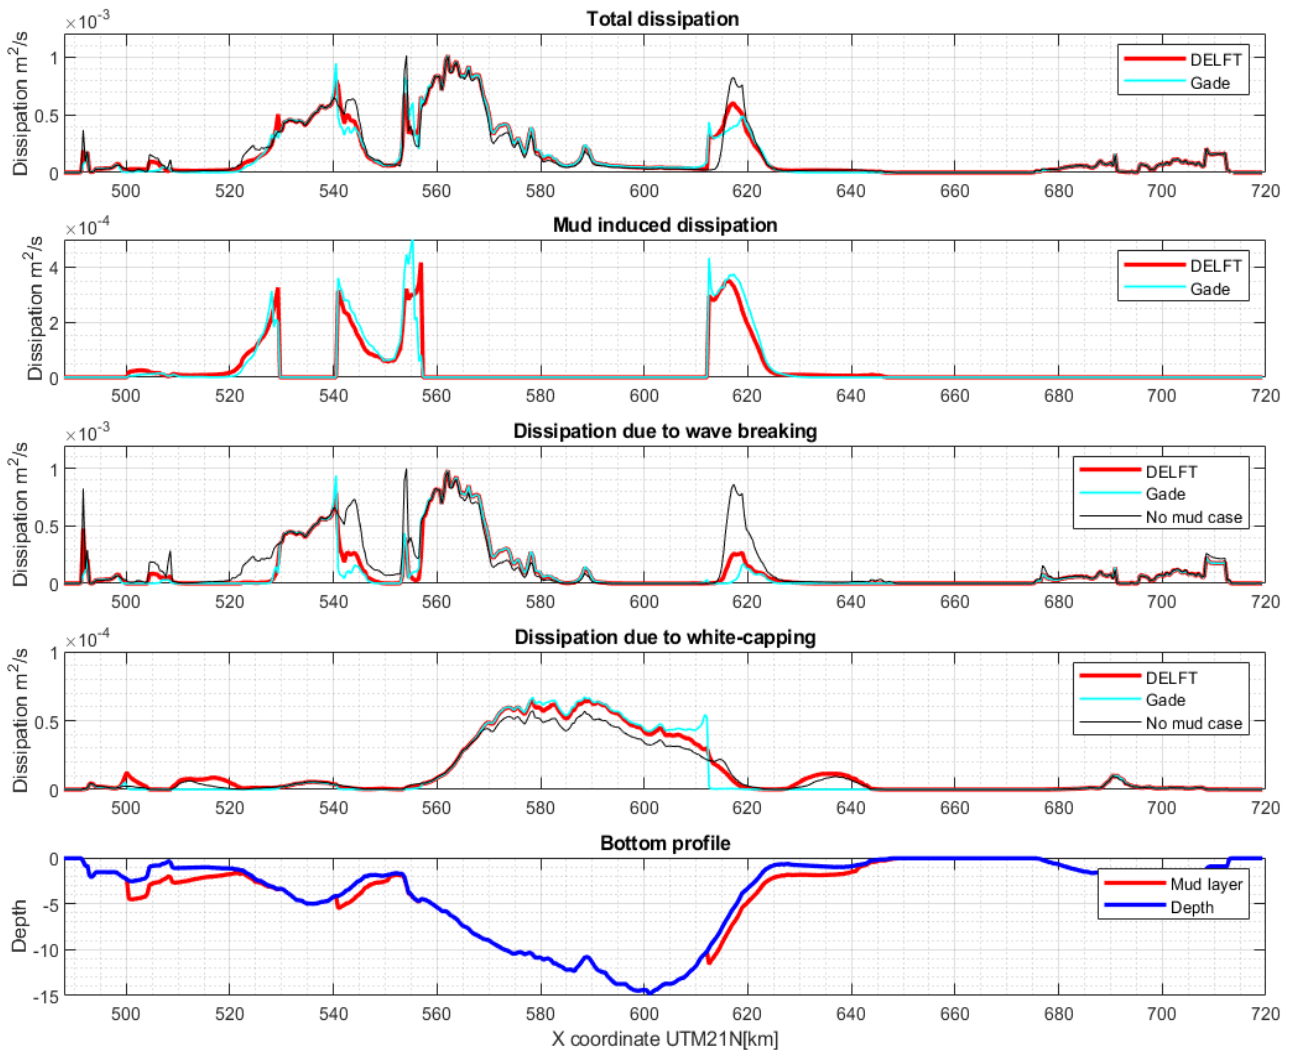 Total dissipation
×10⁻³
Dissipation m²/s
1
0.5
0
DELFT
Gade
500 520 540 560 580 600 620 640 660 680 700 720
Mud induced dissipation
×10⁻⁴
Dissipation m²/s
4
2
0
DELFT
Gade
500 520 540 560 580 600 620 640 660 680 700 720
Dissipation due to wave breaking
×10⁻³
Dissipation m²/s
1
0.5
0
DELFT
Gade
No mud case
500 520 540 560 580 600 620 640 660 680 700 720
Dissipation due to white-capping
×10⁻⁴
Dissipation m²/s
1
0.5
0
DELFT
Gade
No mud case
500 520 540 560 580 600 620 640 660 680 700 720
Bottom profile
Depth
0
-5
-10
-15
Mud layer
Depth
500 520 540 560 580 600 620 640 660 680 700 720
X coordinate UTM21N[km]